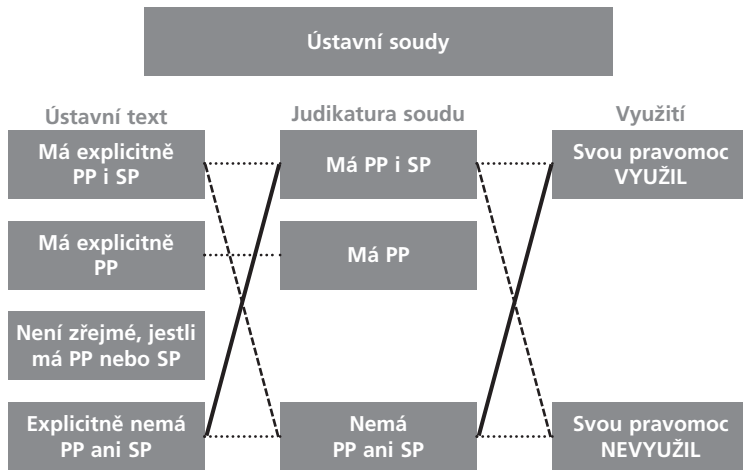 Ústavní soudy
Ústavní text
Judikatura soudu
Využití
Má explicitně
PP i SP
Má PP i SP
Svou pravomoc
VYUŽIL
Má explicitně
PP
Má PP
Není zřejmé, jestli
má PP nebo SP
Explicitně nemá
PP ani SP
Nemá
PP ani SP
Svou pravomoc
NEVYUŽIL